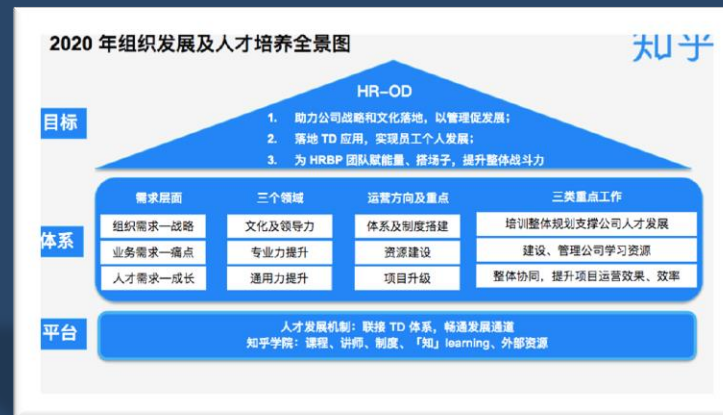 2020 年组织发展及人才培养全景图
知乎
目标
HR-OD
1. 助力公司战略和文化落地，以管理促发展；
2. 落地 TD 应用，实现员工个人发展；
3. 为 HRBP 团队赋能量、搭场子，提升整体战斗力
体系
需求层面
组织需求—战略
业务需求—痛点
人才需求—成长
三个领域
文化及领导力
专业力提升
通用力提升
运营方向及重点
体系及制度搭建
资源建设
项目升级
三类重点工作
培训整体规划支撑公司人才发展
建设、管理公司学习资源
整体协同，提升项目运营效果、效率
平台
人才发展机制：联接 TD 体系，畅通发展通道
知乎学院：课程、讲师、制度、「知」learning、外部资源